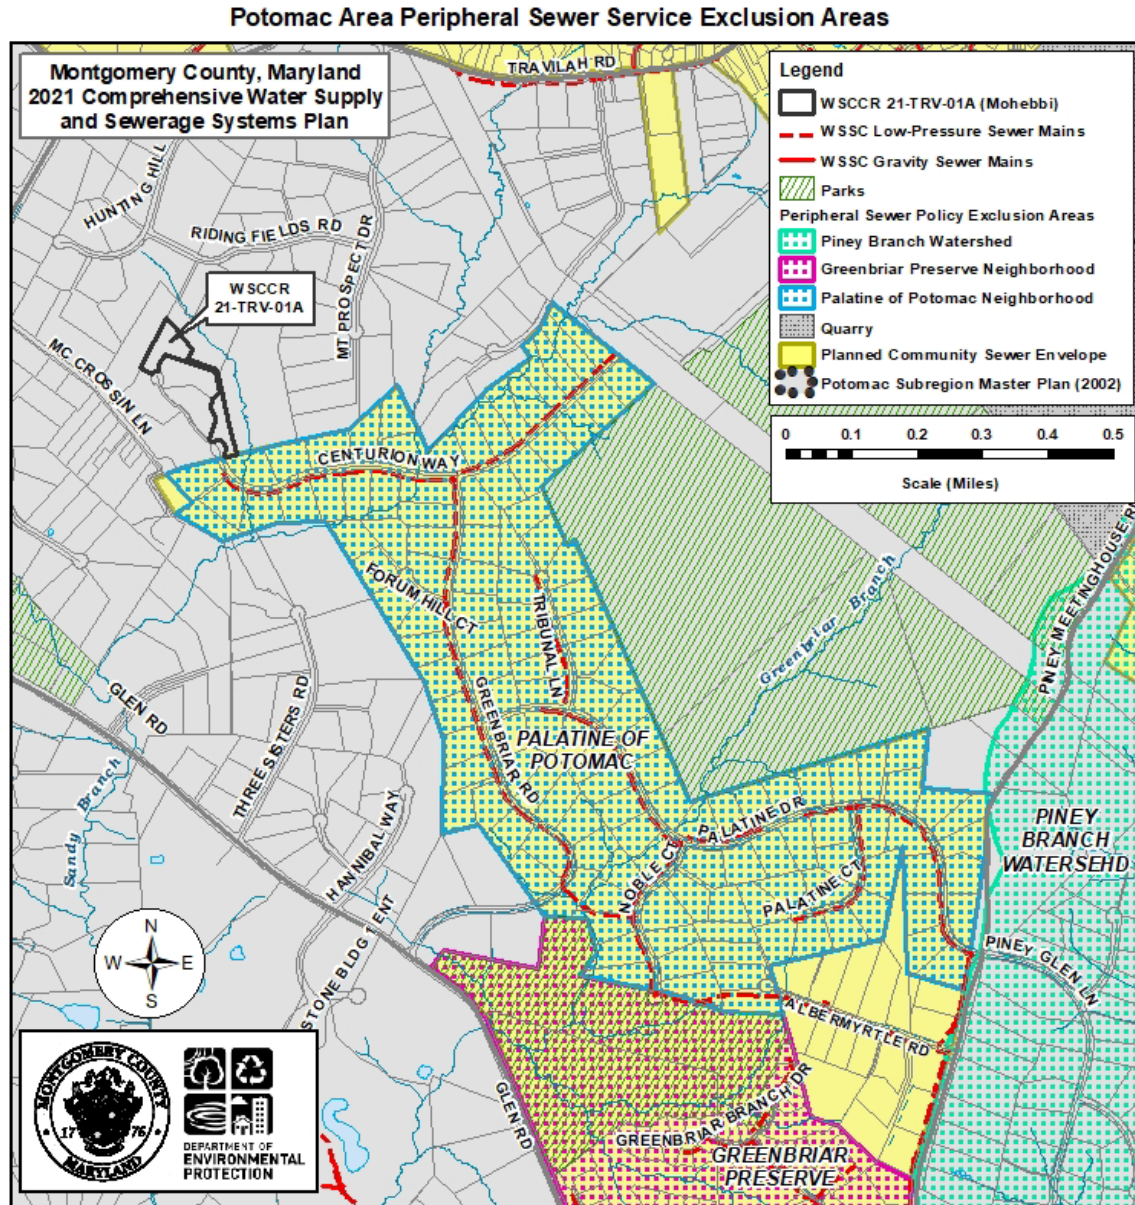 Potomac Area Peripheral Sewer Service Exclusion Areas
Montgomery County, Maryland
2021 Comprehensive Water Supply
and Sewerage Systems Plan
TRAVILAH RD
Legend
WSCCR 21-TRV-01A (Mohebbi)
WSSC Low-Pressure Sewer Mains
WSSC Gravity Sewer Mains
Parks
Peripheral Sewer Policy Exclusion Areas
Piney Branch Watershed
Greenbriar Preserve Neighborhood
Palatine of Potomac Neighborhood
Quarry
Planned Community Sewer Envelope
Potomac Subregion Master Plan (2002)
0 0.1 0.2 0.3 0.4 0.5
Scale (Miles)
HUNTING HILL
RIDING FIELDS RD
MT PROSPECT DR
WSCCR
21-TRV-01A
MC CROSSIN LN
CENTURION WAY
FORUM HILL CT
TRIBUNAL LN
Greenbriar Branch
PINEY MEETINGHOUSE R
GLEN RD
THREE SISTERS RD
GREENBRIAR RD
PALATINE OF
POTOMAC
Sandy Branch
HANNIBAL WAY
PALATINE DR
NOBLE CT
PALATINE CT
PINEY
BRANCH
WATERSEHD
N
W E
S
STONEBLDG 1 ENT
PINEY GLEN LN
ALBERMYRTLE RD
GLEN RD
GREENBRIAR BRANCH DR
GREENBRIAR
PRESERVE
MONTGOMERY COUNTY
17 76
MARYLAND
DEPARTMENT OF
ENVIRONMENTAL
PROTECTION